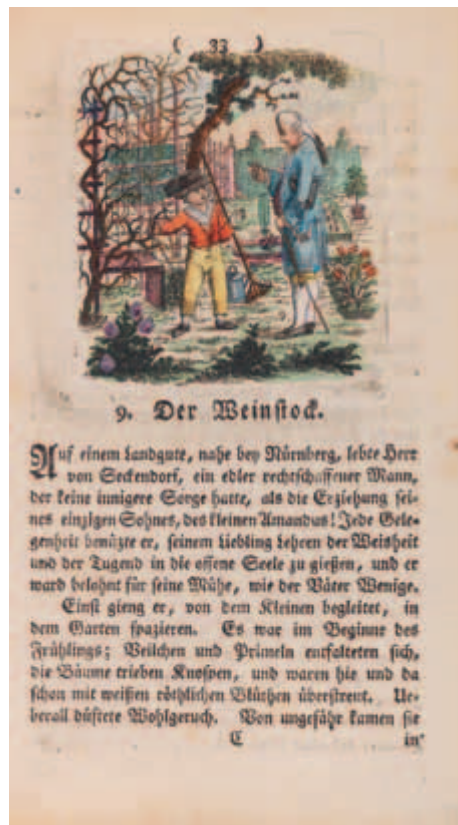 ( 33 )
9. Der Weinstock.
Auf einem Landgute, nahe bey Nürnberg, lebte Herr
von Seckendorf, ein edler rechtschaffener Mann,
der keine innigere Sorge hatte, als die Erziehung sei-
nes einzigen Sohnes, des kleinen Amandus! Jede Gele-
genheit benüzte er, seinem Liebling Lehren der Weisheit
und der Tugend in die offene Seele zu gießen, und er
ward belohnt für seine Mühe, wie der Väter Wenige.
Einst gieng er, von dem Kleinen begleitet, in
dem Garten spazieren. Es war im Beginne des
Frühlings; Veilchen und Primeln entfalteten sich,
die Bäume trieben Knospen, und waren hie und da
schon mit weißen röthlichen Blüthen überstreut. Ue-
berall düftete Wohlgeruch. Von ungefähr kamen sie
C in